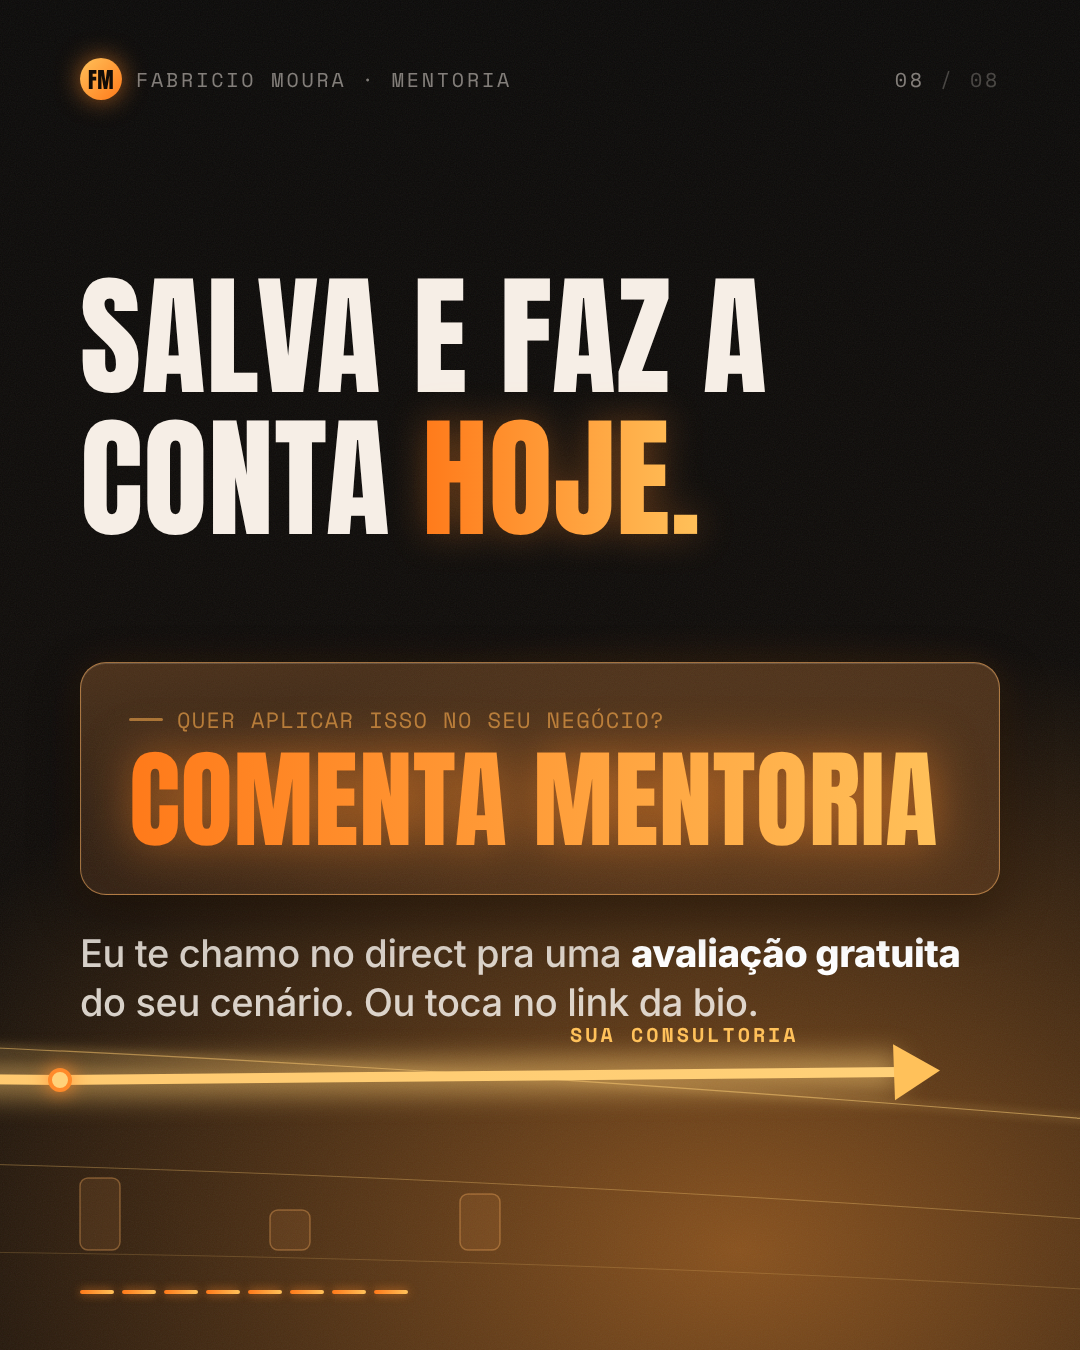 FM FABRICIO MOURA · MENTORIA
08 / 08
SALVA E FAZ A
CONTA HOJE.
— QUER APLICAR ISSO NO SEU NEGÓCIO?
COMENTA MENTORIA
Eu te chamo no direct pra uma avaliação gratuita
do seu cenário. Ou toca no link da bio.
SUA CONSULTORIA